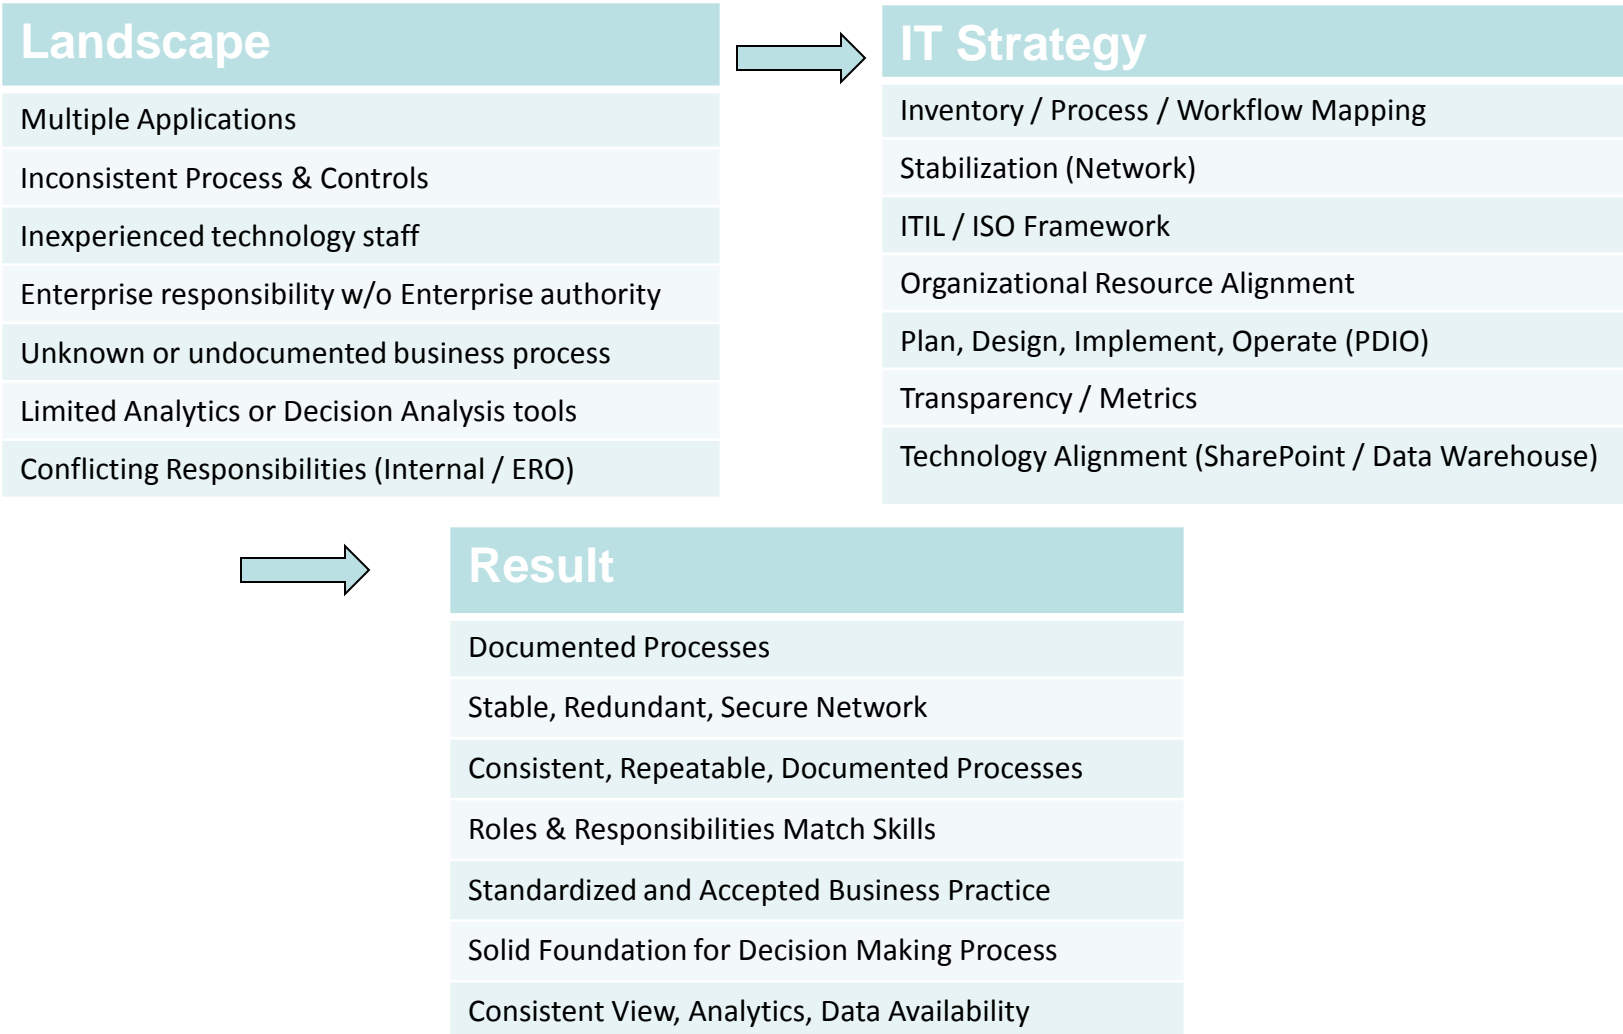 Landscape
Multiple Applications
Inconsistent Process & Controls
Inexperienced technology staff
Enterprise responsibility w/o Enterprise authority
Unknown or undocumented business process
Limited Analytics or Decision Analysis tools
Conflicting Responsibilities (Internal / ERO)
IT Strategy
Inventory / Process / Workflow Mapping
Stabilization (Network)
ITIL / ISO Framework
Organizational Resource Alignment
Plan, Design, Implement, Operate (PDIO)
Transparency / Metrics
Technology Alignment (SharePoint / Data Warehouse)
Result
Documented Processes
Stable, Redundant, Secure Network
Consistent, Repeatable, Documented Processes
Roles & Responsibilities Match Skills
Standardized and Accepted Business Practice
Solid Foundation for Decision Making Process
Consistent View, Analytics, Data Availability